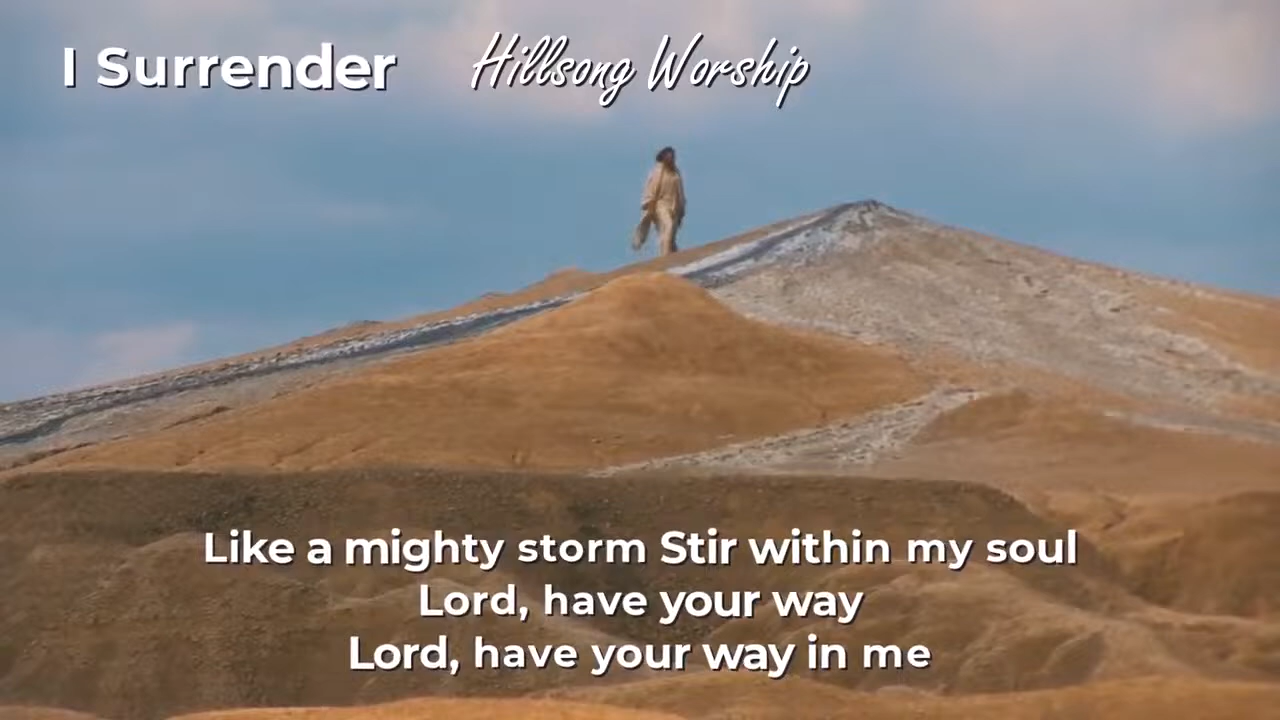 I Surrender Hillsong Worship
Like a mighty storm Stir within my soul
Lord, have your way
Lord, have your way in me